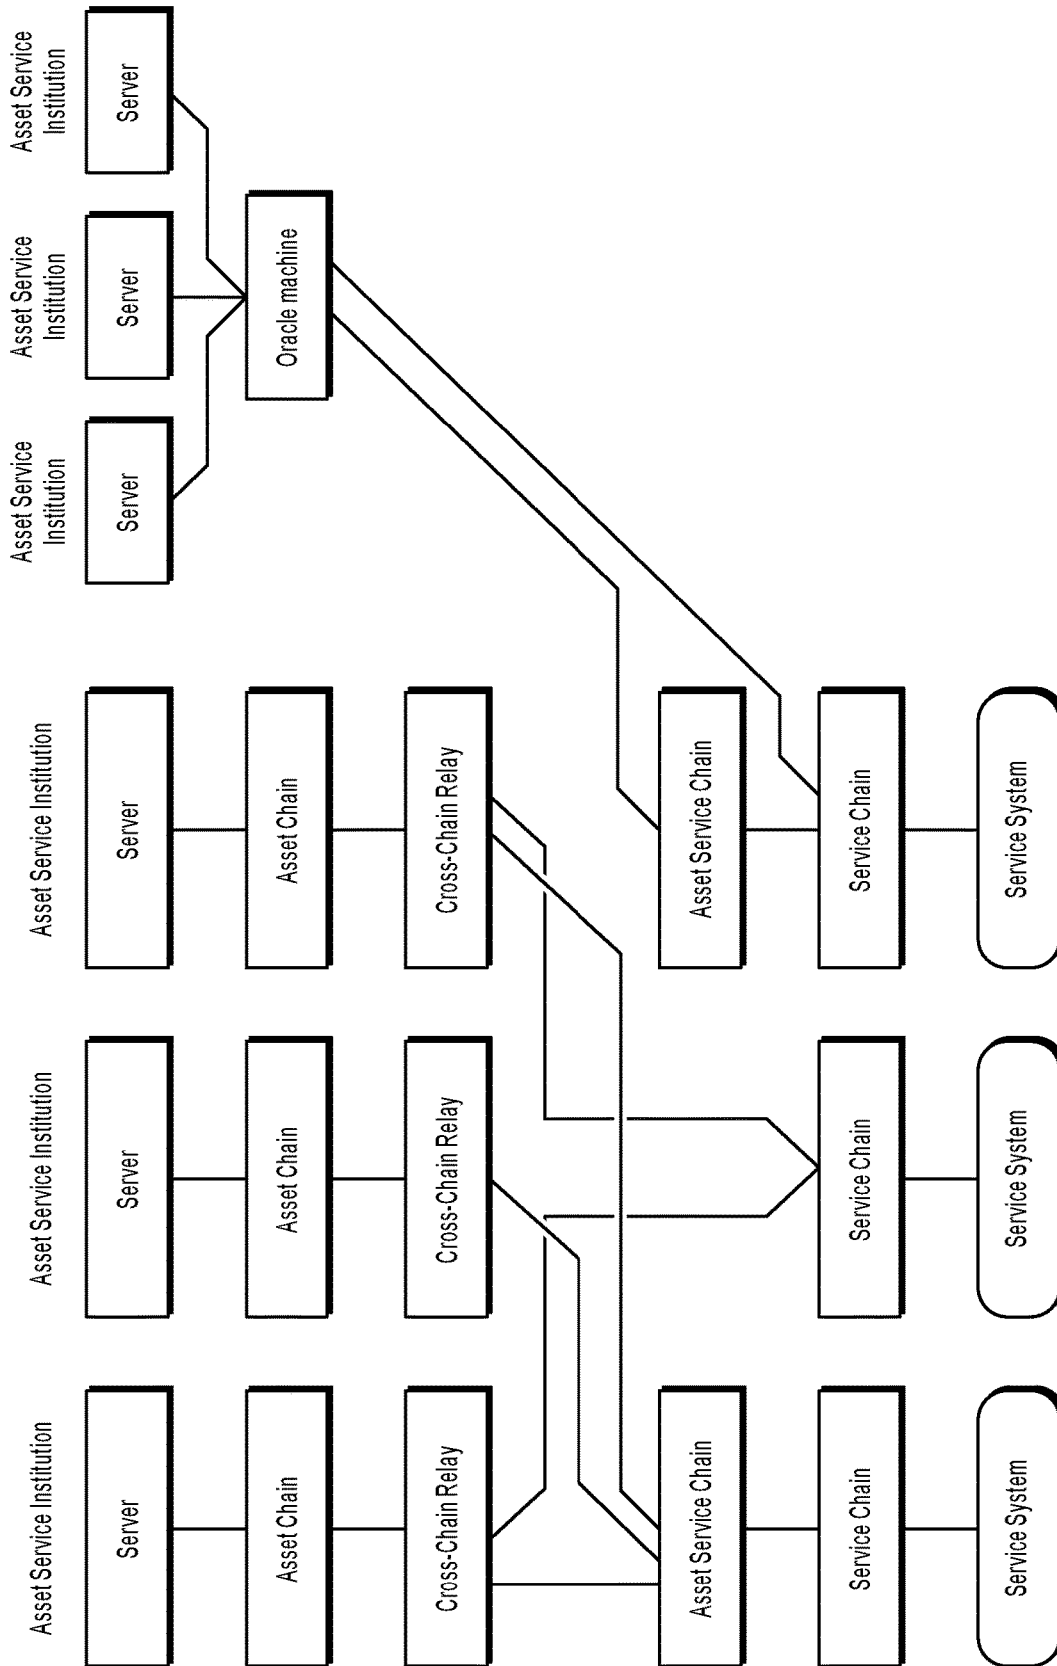 Asset Service Institution
Asset Service Institution
Asset Service Institution
Asset Service
Institution
Asset Service
Institution
Asset Service
Institution
Server
Server
Server
Server
Server
Server
Asset Chain
Asset Chain
Asset Chain
Oracle machine
Cross-Chain Relay
Cross-Chain Relay
Cross-Chain Relay
Asset Service Chain
Asset Service Chain
Service Chain
Service Chain
Service Chain
Service System
Service System
Service System